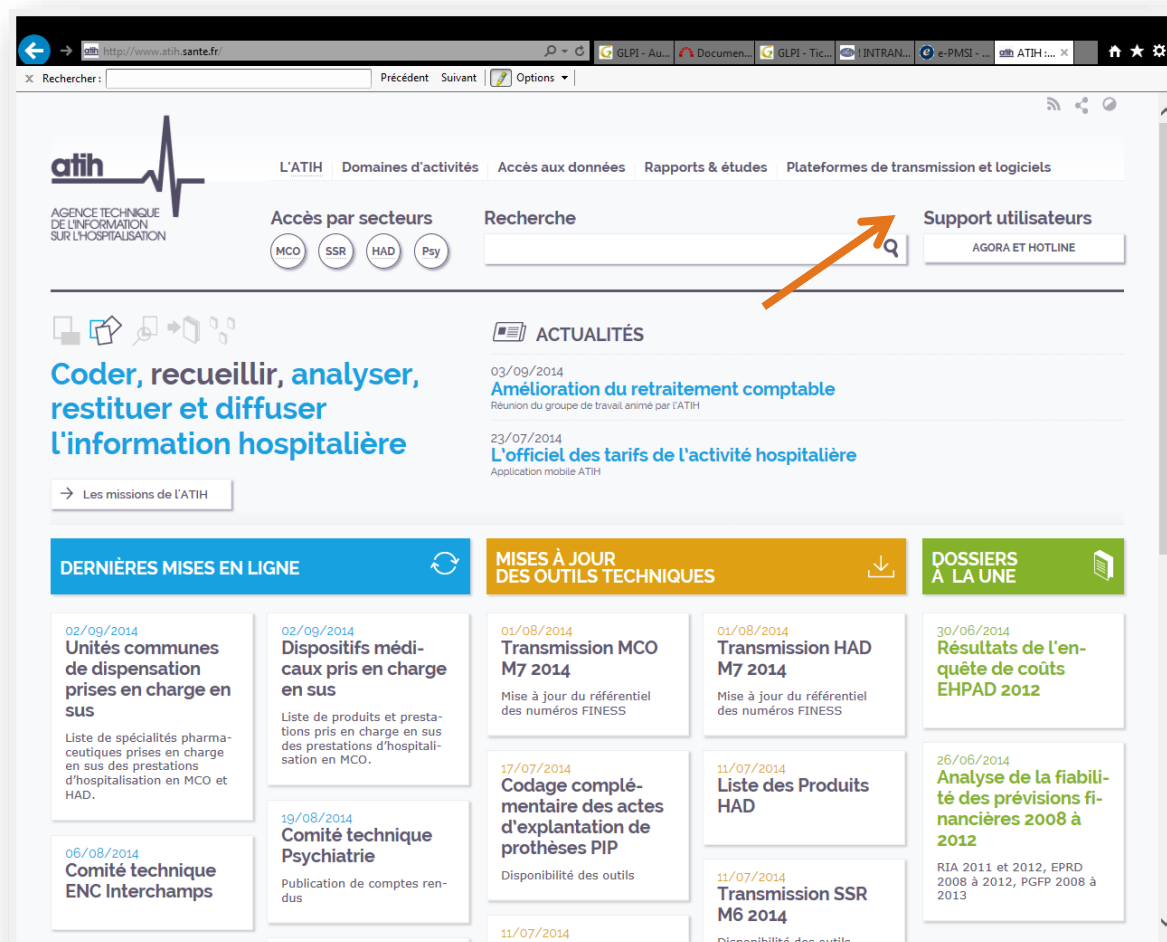 http://www.atih.sante.fr/
GLPI - Au...
Documen...
GLPI - Tic...
! INTRAN...
e-PMSI - ...
ATIH :...
x Rechercher :
Précédent Suivant
Options
atih
AGENCE TECHNIQUE
DE L'INFORMATION
SUR L'HOSPITALISATION
L'ATIH Domaines d'activités Accès aux données Rapports & études Plateformes de transmission et logiciels
Accès par secteurs
MCO SSR HAD Psy
Recherche
Support utilisateurs
AGORA ET HOTLINE
Coder, recueillir, analyser,
restituer et diffuser
l'information hospitalière
→ Les missions de l'ATIH
ACTUALITÉS
03/09/2014
Amélioration du retraitement comptable
Réunion du groupe de travail animé par l'ATIH
23/07/2014
L'officiel des tarifs de l'activité hospitalière
Application mobile ATIH
DERNIÈRES MISES EN LIGNE
02/09/2014
Unités communes
de dispensation
prises en charge en
sus
Liste de spécialités pharma-
ceutiques prises en charge
en sus des prestations
d'hospitalisation en MCO et
HAD.
06/08/2014
Comité technique
ENC Interchamps
02/09/2014
Dispositifs médi-
caux pris en charge
en sus
Liste de produits et presta-
tions pris en charge en sus
des prestations d'hospitali-
sation en MCO.
19/08/2014
Comité technique
Psychiatrie
Publication de comptes ren-
dus
MISES À JOUR
DES OUTILS TECHNIQUES
01/08/2014
Transmission MCO
M7 2014
Mise à jour du référentiel
des numéros FINESS
17/07/2014
Codage complé-
mentaire des actes
d'explantation de
prothèses PIP
Disponibilité des outils
11/07/2014
01/08/2014
Transmission HAD
M7 2014
Mise à jour du référentiel
des numéros FINESS
11/07/2014
Liste des Produits
HAD
11/07/2014
Transmission SSR
M6 2014
Disponibilité des outils
DOSSIERS
À LA UNE
30/06/2014
Résultats de l'en-
quête de coûts
EHPAD 2012
26/06/2014
Analyse de la fiabili-
té des prévisions fi-
nancières 2008 à
2012
RIA 2011 et 2012, EPRD
2008 à 2012, PGFP 2008 à
2013